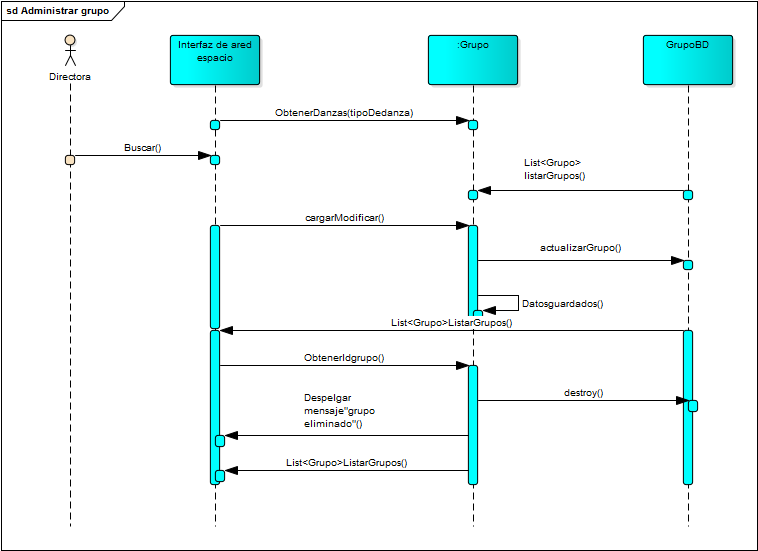 sd Administrar grupo
Directora
Interfaz de ared
espacio
:Grupo
GrupoBD
ObtenerDanzas(tipoDedanza)
Buscar()
List<Grupo>
listarGrupos()
cargarModificar()
actualizarGrupo()
Datosguardados()
List<Grupo>ListarGrupos()
ObtenerIdgrupo()
destroy()
Despelgar
mensaje"grupo
eliminado"()
List<Grupo>ListarGrupos()